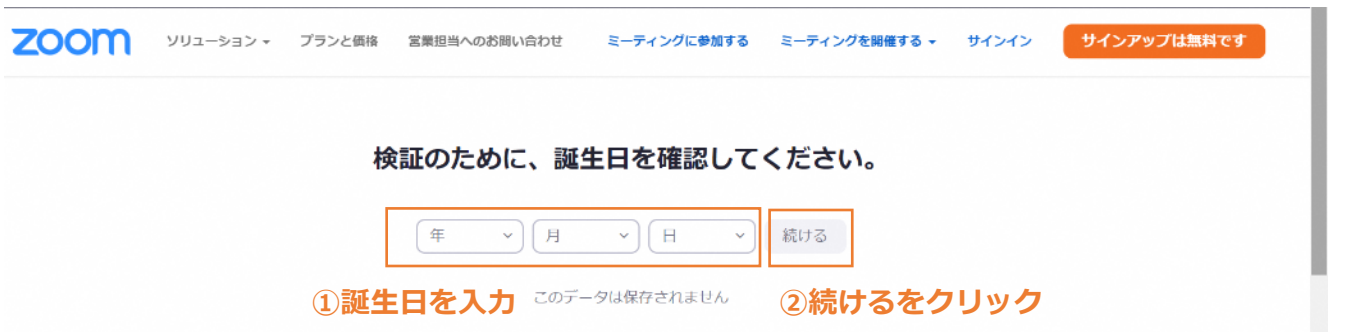 zoom ソリューション プランと価格 営業担当へのお問い合わせ ミーティングに参加する ミーティングを開催する サインイン サインアップは無料です
検証のために、誕生日を確認してください。
年 月 日 続ける
①誕生日を入力 このデータは保存されません ②続けるをクリック